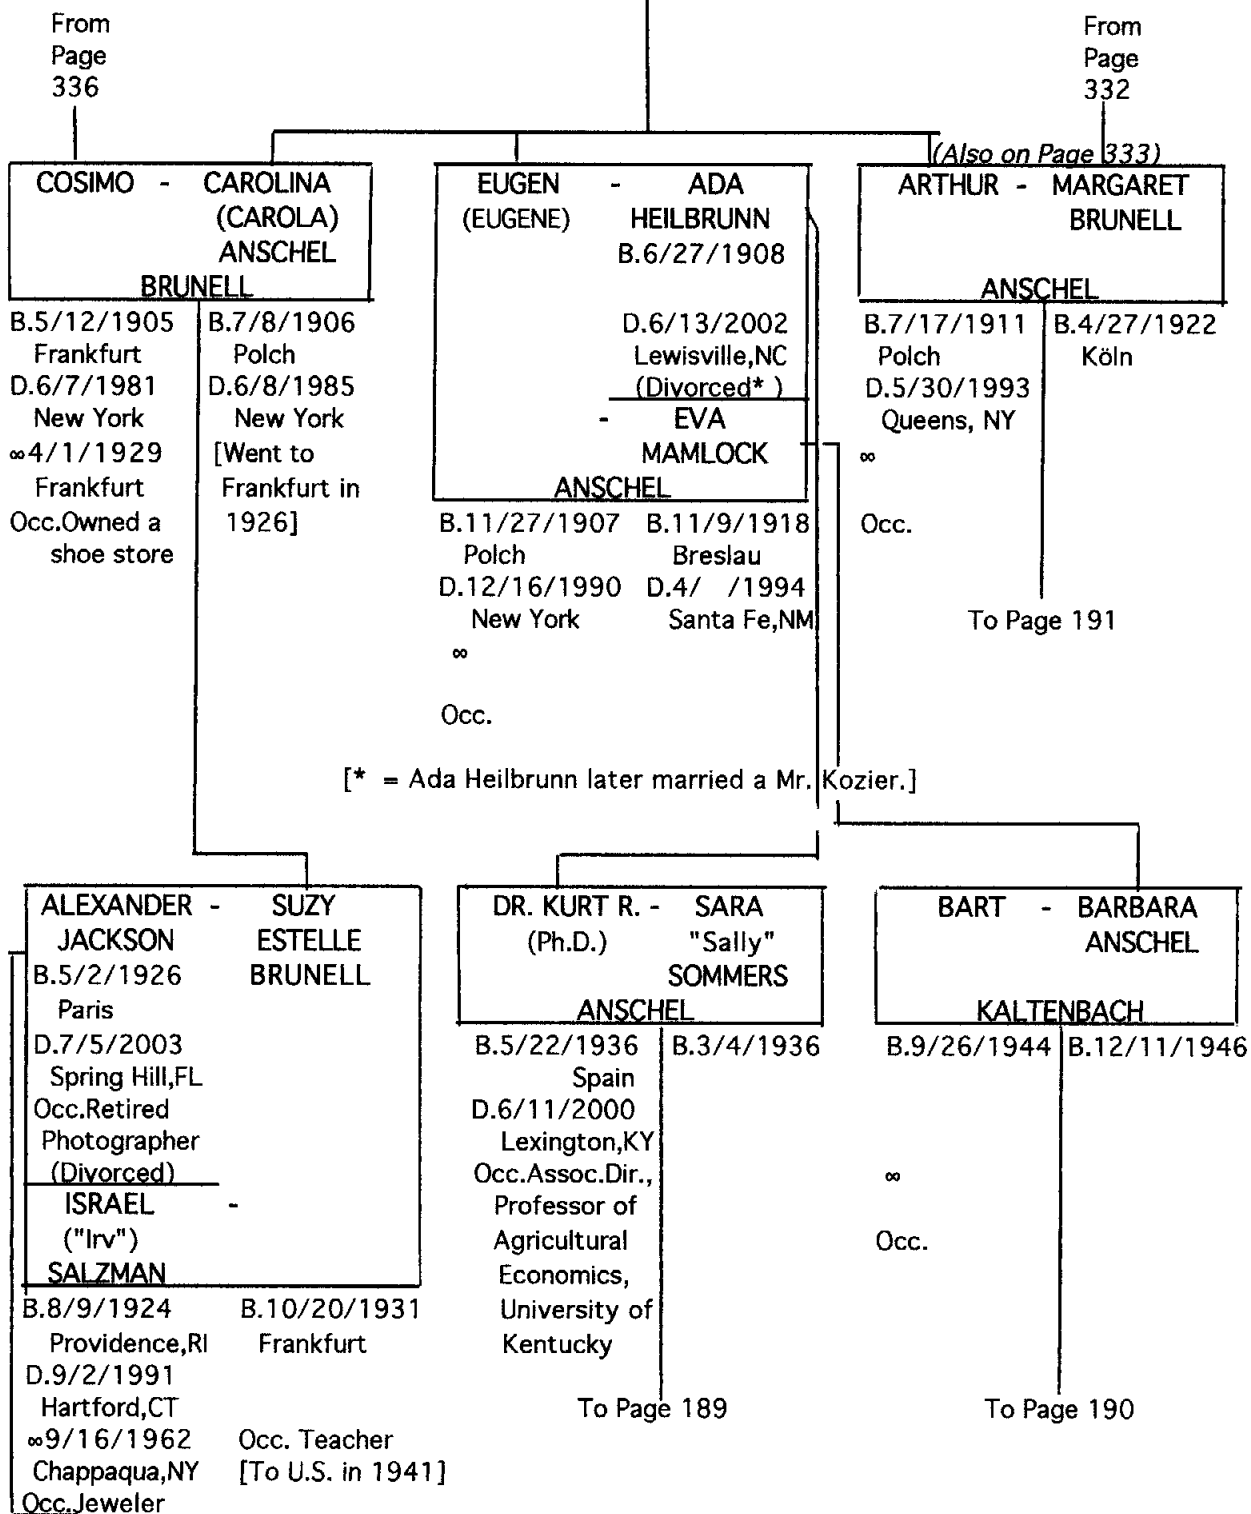 From
Page
336
From
Page
332
(Also on Page 333)
COSIMO - CAROLINA
(CAROLA)
ANSCHEL
BRUNELL
B.5/12/1905
Frankfurt
D.6/7/1981
New York
∞4/1/1929
Frankfurt
Occ.Owned a
shoe store
B.7/8/1906
Polch
D.6/8/1985
New York
[Went to
Frankfurt in
1926]
EUGEN - ADA
(EUGENE) HEILBRUNN
B.6/27/1908
D.6/13/2002
Lewisville,NC
(Divorced* )
- EVA
MAMLOCK
ANSCHEL
B.11/27/1907
Polch
D.12/16/1990
New York
∞
Occ.
B.11/9/1918
Breslau
D.4/ /1994
Santa Fe,NM
ARTHUR - MARGARET
BRUNELL
ANSCHEL
B.7/17/1911
Polch
D.5/30/1993
Queens, NY
∞
Occ.
B.4/27/1922
Köln
To Page 191
[* = Ada Heilbrunn later married a Mr. Kozier.]
ALEXANDER - SUZY
JACKSON ESTELLE
B.5/2/1926 BRUNELL
Paris
D.7/5/2003
Spring Hill,FL
Occ.Retired
Photographer
(Divorced)
ISRAEL -
("Irv")
SALZMAN
B.8/9/1924
Providence,RI
D.9/2/1991
Hartford,CT
∞9/16/1962
Chappaqua,NY
Occ.Jeweler
B.10/20/1931
Frankfurt
Occ. Teacher
[To U.S. in 1941]
DR. KURT R. - SARA
(Ph.D.) "Sally"
SOMMERS
ANSCHEL
B.5/22/1936
Spain
D.6/11/2000
Lexington,KY
Occ.Assoc.Dir.,
Professor of
Agricultural
Economics,
University of
Kentucky
B.3/4/1936
To Page 189
BART - BARBARA
ANSCHEL
KALTENBACH
B.9/26/1944
∞
Occ.
B.12/11/1946
To Page 190